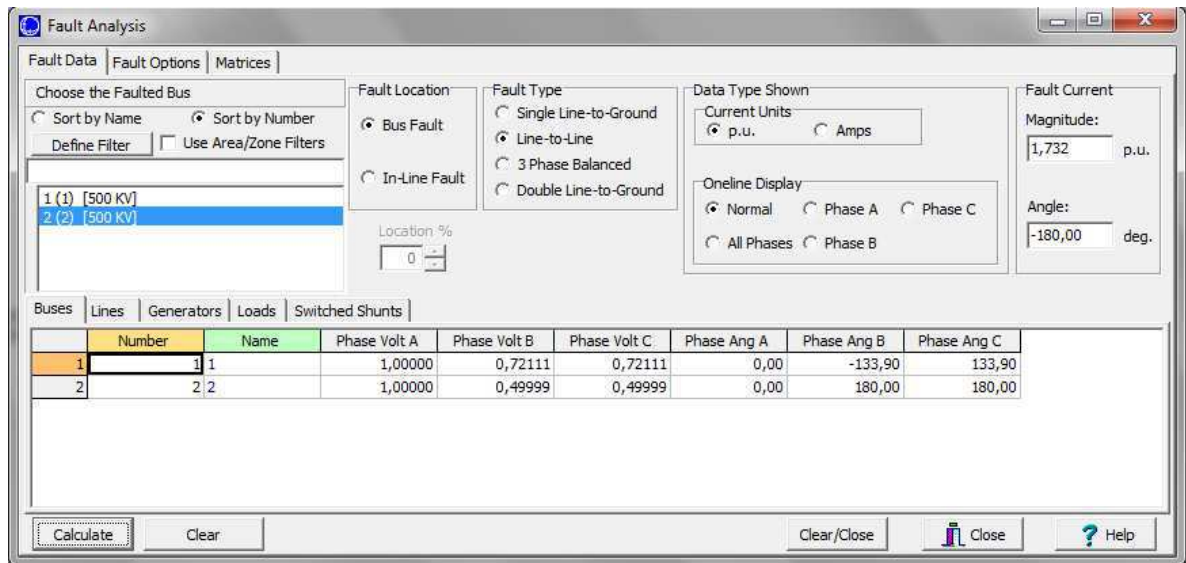 Fault Analysis
Fault Data Fault Options Matrices
Choose the Faulted Bus
Sort by Name Sort by Number
Define Filter Use Area/Zone Filters
1 (1) [500 KV]
2 (2) [500 KV]
Fault Location
Bus Fault
In-Line Fault
Location %
0
Fault Type
Single Line-to-Ground
Line-to-Line
3 Phase Balanced
Double Line-to-Ground
Data Type Shown
Current Units
p.u. Amps
Oneline Display
Normal Phase A Phase C
All Phases Phase B
Fault Current
Magnitude:
1,732 p.u.
Angle:
-180,00 deg.
Buses Lines Generators Loads Switched Shunts
Number Name Phase Volt A Phase Volt B Phase Volt C Phase Ang A Phase Ang B Phase Ang C
1 1 1 1,00000 0,72111 0,72111 0,00 -133,90 133,90
2 2 2 1,00000 0,49999 0,49999 0,00 180,00 180,00
Calculate Clear Clear/Close Close ? Help